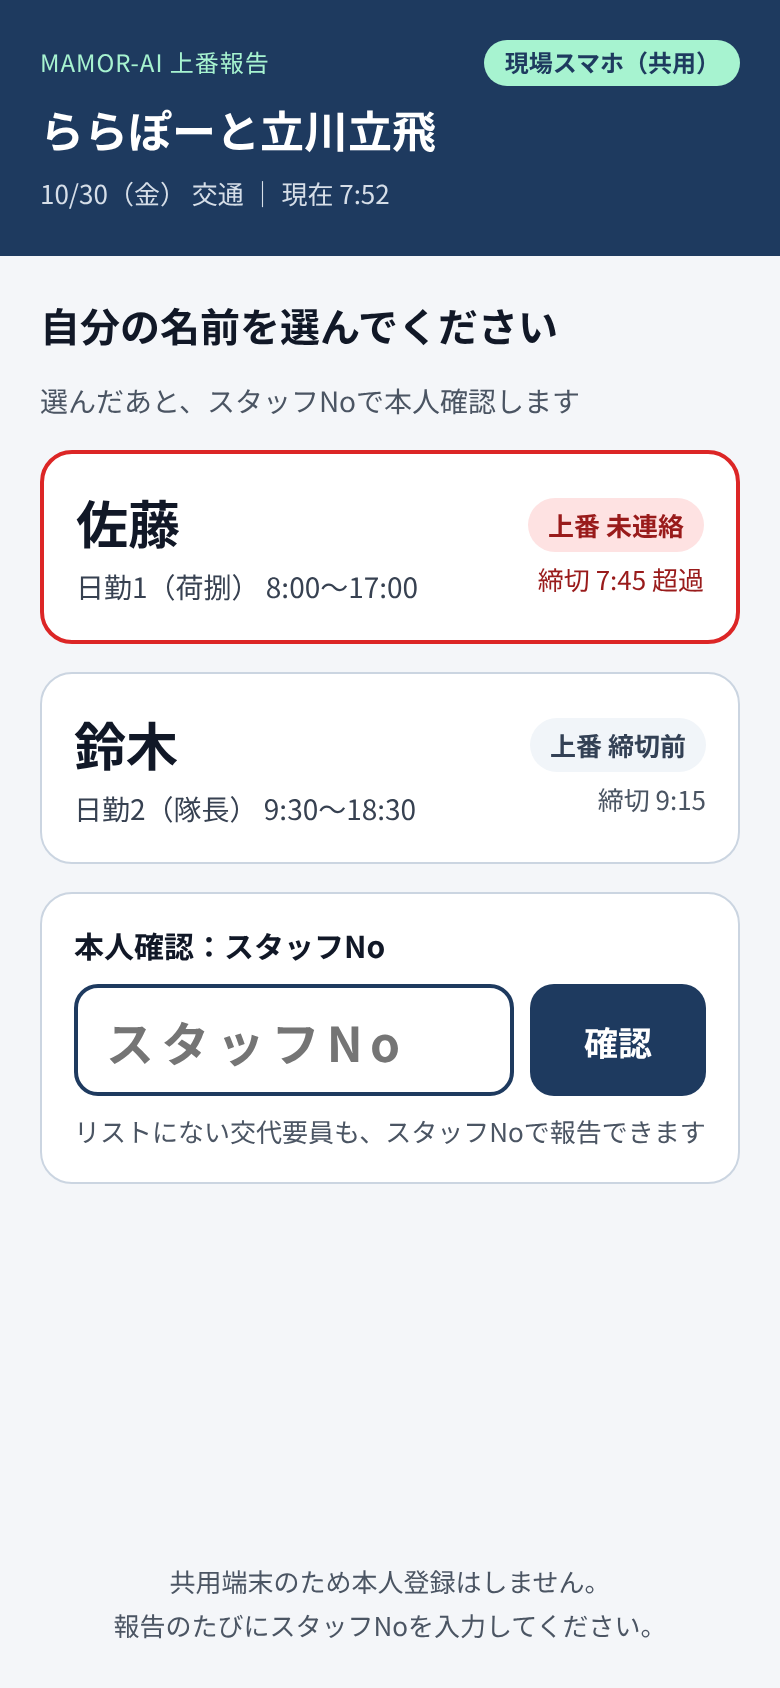 MAMOR-AI 上番報告
現場スマホ（共用）
ららぽーと立川立飛
10/30（金） 交通 ｜ 現在 7:52
自分の名前を選んでください
選んだあと、スタッフNoで本人確認します
佐藤
上番 未連絡
日勤1（荷捌） 8:00〜17:00
締切 7:45 超過
鈴木
上番 締切前
日勤2（隊長） 9:30〜18:30
締切 9:15
本人確認：スタッフNo
スタッフNo
確認
リストにない交代要員も、スタッフNoで報告できます
共用端末のため本人登録はしません。
報告のたびにスタッフNoを入力してください。